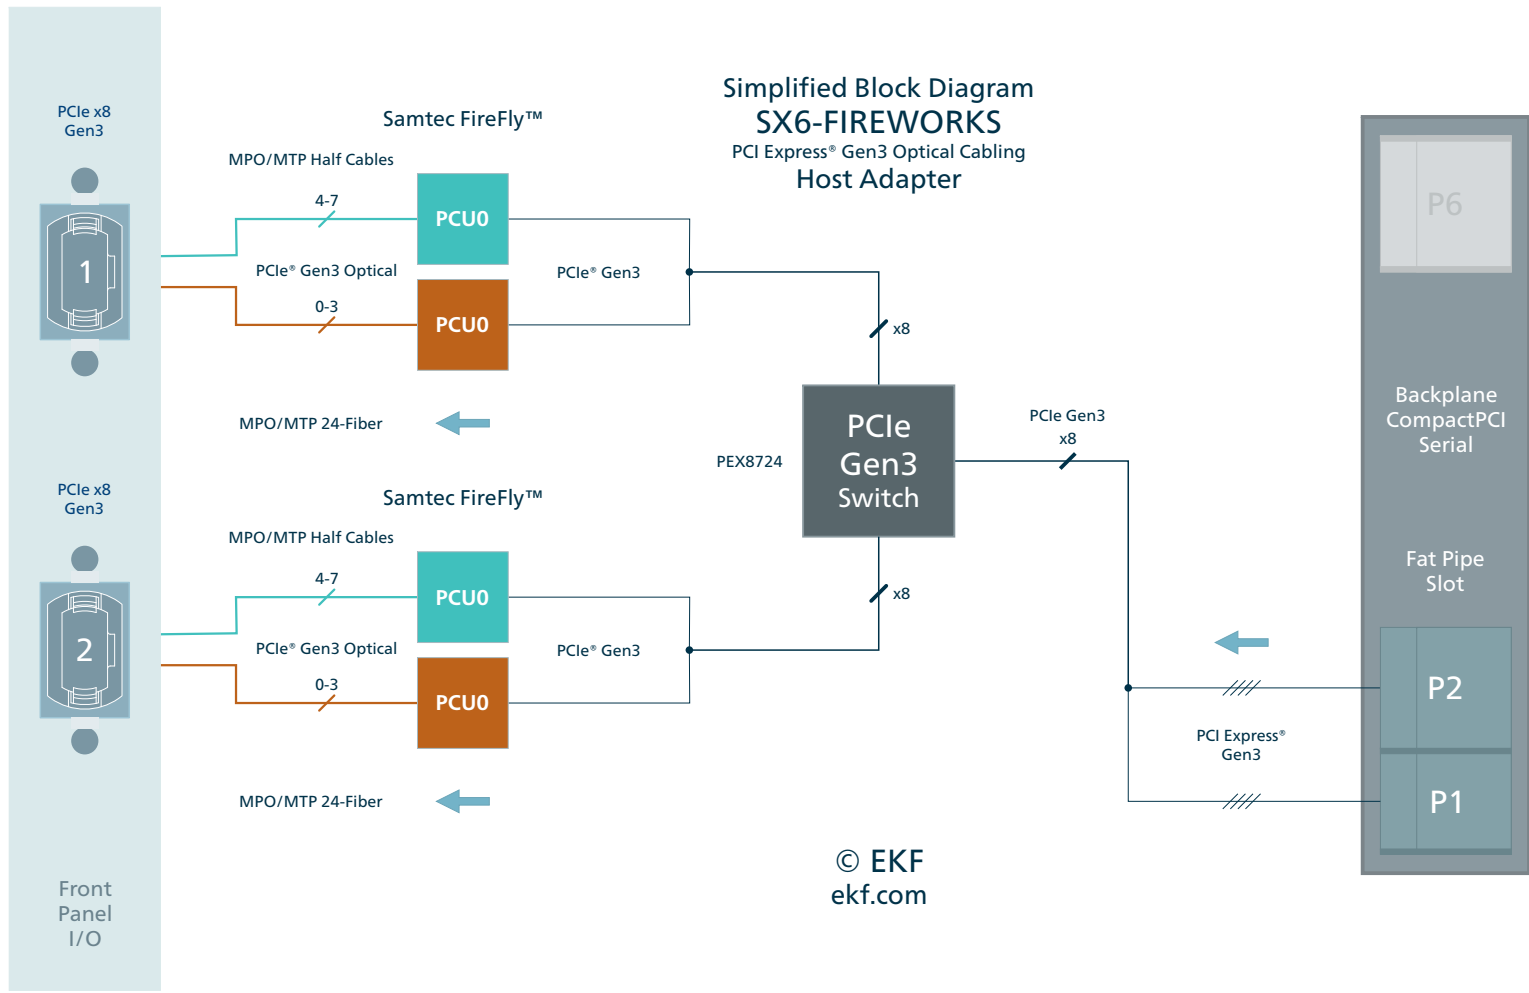 Simplified Block Diagram
SX6-FIREWORKS
PCI Express® Gen3 Optical Cabling
Host Adapter
PCIe x8
Gen3
1
Samtec FireFly™
MPO/MTP Half Cables
4-7
PCU0
PCIe® Gen3 Optical
PCIe® Gen3
0-3
PCU0
MPO/MTP 24-Fiber
x8
PCIe x8
Gen3
2
Samtec FireFly™
MPO/MTP Half Cables
4-7
PCU0
PCIe® Gen3 Optical
PCIe® Gen3
0-3
PCU0
MPO/MTP 24-Fiber
x8
Front
Panel
I/O
PEX8724
PCIe
Gen3
Switch
PCIe Gen3
x8
PCI Express®
Gen3
P6
Backplane
CompactPCI
Serial
Fat Pipe
Slot
P2
P1
© EKF
ekf.com